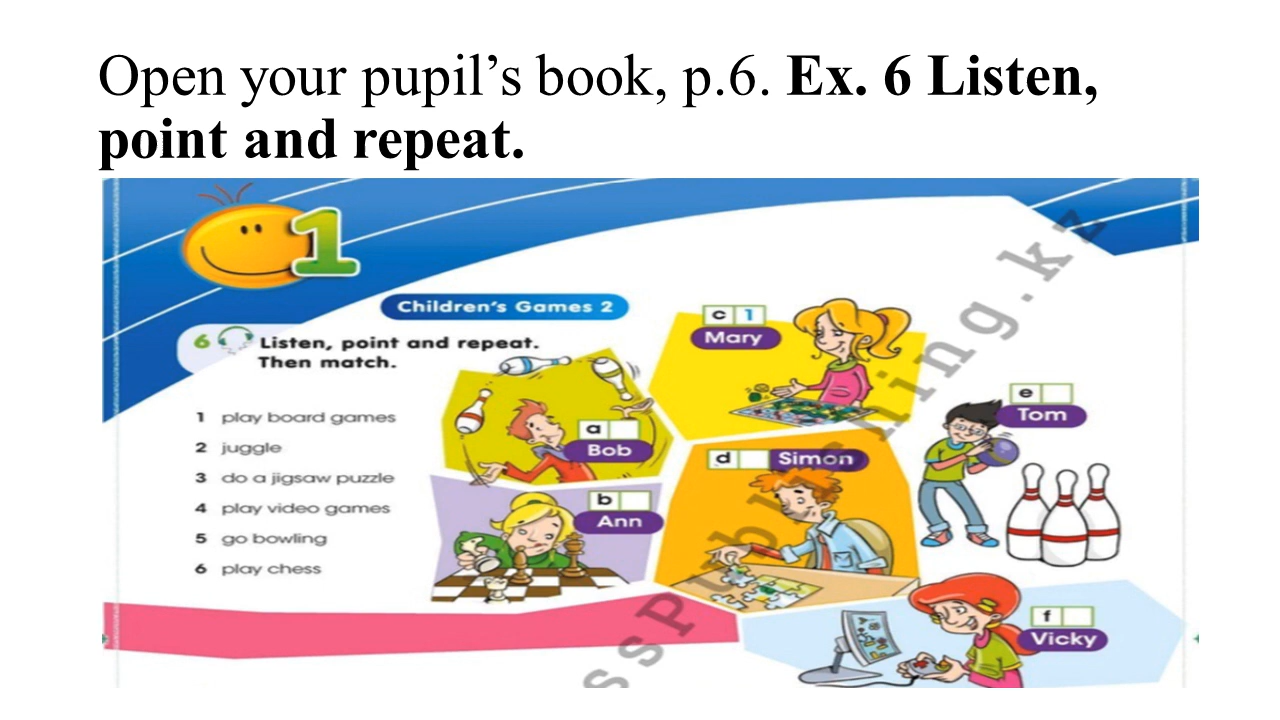 Open your pupil’s book, p.6. Ex. 6 Listen,
point and repeat.
1
Children's Games 2
6 Listen, point and repeat.
Then match.
1 play board games
2 juggle
3 do a jigsaw puzzle
4 play video games
5 go bowling
6 play chess
a
Bob
b
Ann
c 1
Mary
d Simon
e
Tom
f
Vicky